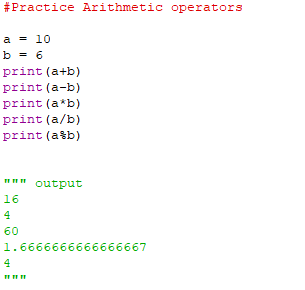 #Practice Arithmetic operators
a = 10
b = 6
print(a+b)
print(a-b)
print(a*b)
print(a/b)
print(a%b)
""" output
16
4
60
1.6666666666666667
4
"""